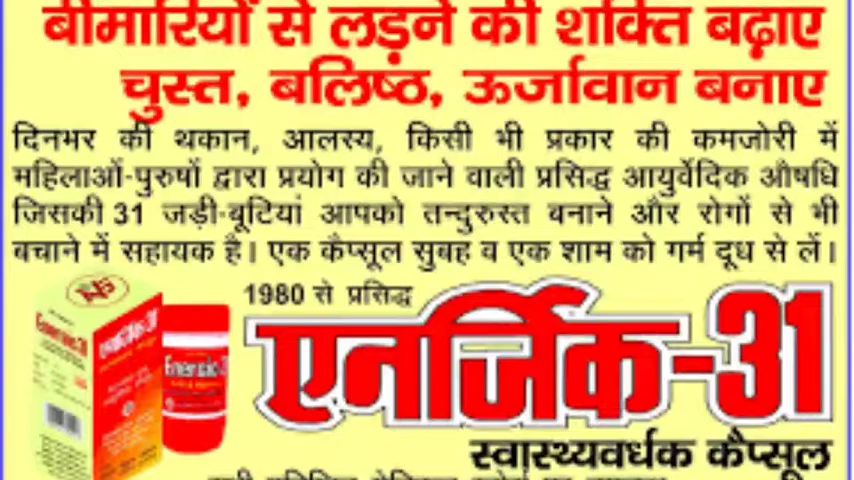 बीमारियों से लड़ने की शक्ति बढ़ाए
चुस्त, बलिष्ठ, ऊर्जावान बनाए
दिनभर की थकान, आलस्य, किसी भी प्रकार की कमजोरी में
महिलाओं-पुरुषों द्वारा प्रयोग की जाने वाली प्रसिद्ध आयुर्वेदिक औषधि
जिसकी 31 जड़ी-बूटियां आपको तन्दुरुस्त बनाने और रोगों से भी
बचाने में सहायक है। एक कैप्सूल सुबह व एक शाम को गर्म दूध से लें।
1980 से प्रसिद्ध
एनर्जिक-31
स्वास्थ्यवर्धक कैप्सूल